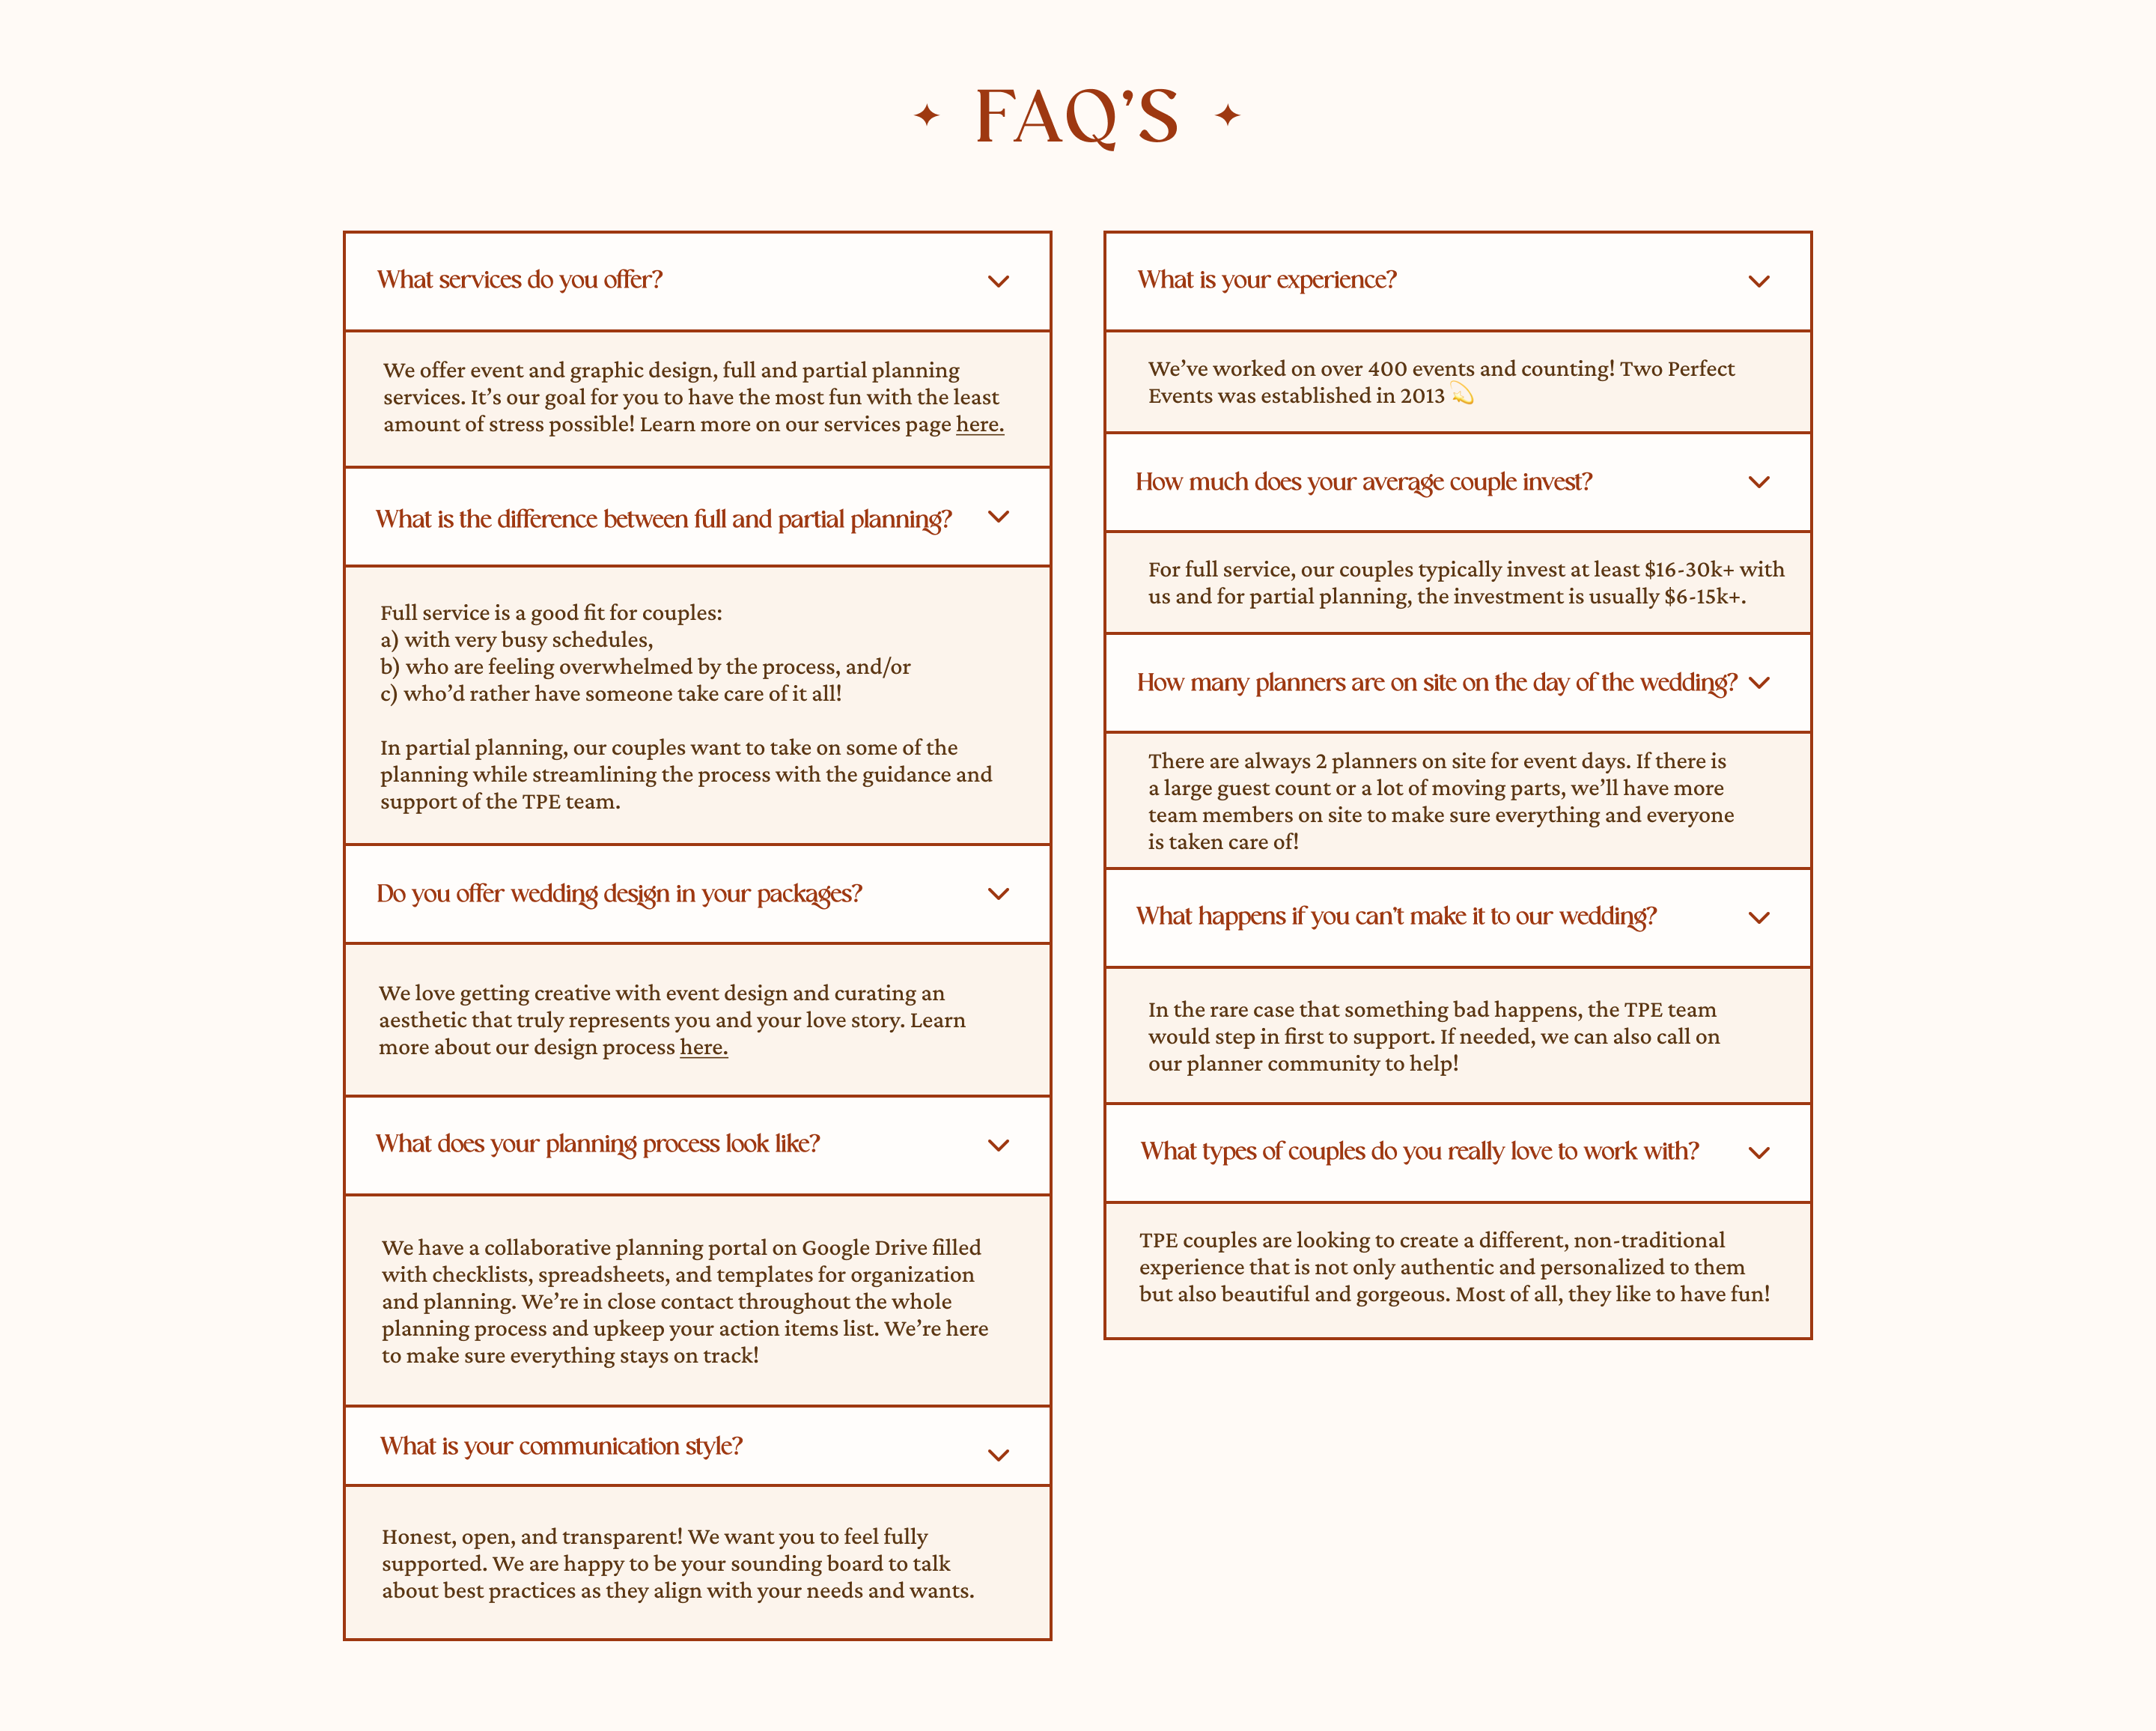 FAQ’S
What services do you offer?
We offer event and graphic design, full and partial planning
services. It’s our goal for you to have the most fun with the least
amount of stress possible! Learn more on our services page here.
What is the difference between full and partial planning?
Full service is a good fit for couples:
a) with very busy schedules,
b) who are feeling overwhelmed by the process, and/or
c) who’d rather have someone take care of it all!
In partial planning, our couples want to take on some of the
planning while streamlining the process with the guidance and
support of the TPE team.
Do you offer wedding design in your packages?
We love getting creative with event design and curating an
aesthetic that truly represents you and your love story. Learn
more about our design process here.
What does your planning process look like?
We have a collaborative planning portal on Google Drive filled
with checklists, spreadsheets, and templates for organization
and planning. We’re in close contact throughout the whole
planning process and upkeep your action items list. We’re here
to make sure everything stays on track!
What is your communication style?
Honest, open, and transparent! We want you to feel fully
supported. We are happy to be your sounding board to talk
about best practices as they align with your needs and wants.
What is your experience?
We’ve worked on over 400 events and counting! Two Perfect
Events was established in 2013 💫
How much does your average couple invest?
For full service, our couples typically invest at least $16-30k+ with
us and for partial planning, the investment is usually $6-15k+.
How many planners are on site on the day of the wedding?
There are always 2 planners on site for event days. If there is
a large guest count or a lot of moving parts, we’ll have more
team members on site to make sure everything and everyone
is taken care of!
What happens if you can’t make it to our wedding?
In the rare case that something bad happens, the TPE team
would step in first to support. If needed, we can also call on
our planner community to help!
What types of couples do you really love to work with?
TPE couples are looking to create a different, non-traditional
experience that is not only authentic and personalized to them
but also beautiful and gorgeous. Most of all, they like to have fun!